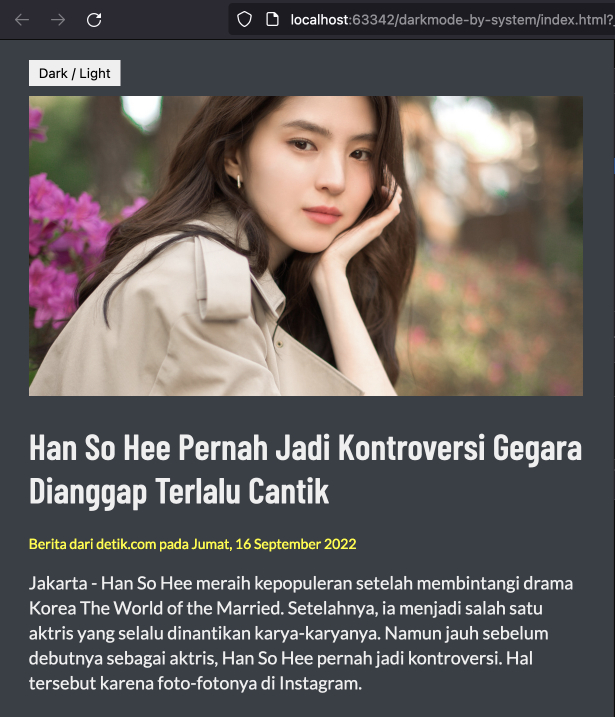 localhost:63342/darkmode-by-system/index.html?
Dark / Light
Han So Hee Pernah Jadi Kontroversi Gegara
Dianggap Terlalu Cantik
Berita dari detik.com pada Jumat, 16 September 2022
Jakarta - Han So Hee meraih kepopuleran setelah membintangi drama
Korea The World of the Married. Setelahnya, ia menjadi salah satu
aktris yang selalu dinantikan karya-karyanya. Namun jauh sebelum
debutnya sebagai aktris, Han So Hee pernah jadi kontroversi. Hal
tersebut karena foto-fotonya di Instagram.